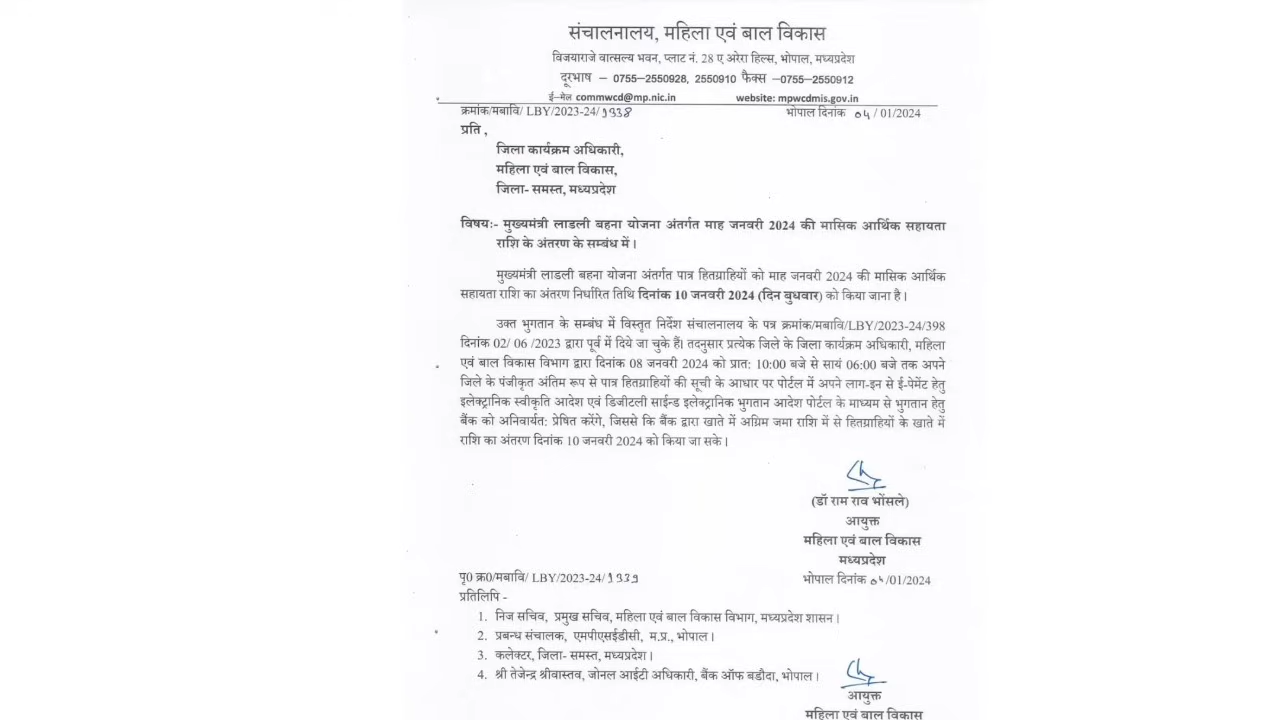 संचालनालय, महिला एवं बाल विकास
विजयाराजे वात्सल्य भवन, प्लाट नं. 28 ए अरेरा हिल्स, भोपाल, मध्यप्रदेश
दूरभाष – 0755–2550928, 2550910 फैक्स –0755–2550912
ई–मेल commwcd@mp.nic.in website: mpwcdmis.gov.in
क्रमांक/मबावि/ LBY/2023-24/१९३८ भोपाल दिनांक ०४ / 01/2024
प्रति ,
जिला कार्यक्रम अधिकारी,
महिला एवं बाल विकास,
जिला- समस्त, मध्यप्रदेश
विषयः- मुख्यमंत्री लाडली बहना योजना अंतर्गत माह जनवरी 2024 की मासिक आर्थिक सहायता
राशि के अंतरण के सम्बंध में।
मुख्यमंत्री लाडली बहना योजना अंतर्गत पात्र हितग्राहियों को माह जनवरी 2024 की मासिक आर्थिक
सहायता राशि का अंतरण निर्धारित तिथि दिनांक 10 जनवरी 2024 (दिन बुधवार) को किया जाना है।
उक्त भुगतान के सम्बंध में विस्तृत निर्देश संचालनालय के पत्र क्रमांक/मबावि/LBY/2023-24/398
दिनांक 02/ 06 /2023 द्वारा पूर्व में दिये जा चुके हैं। तदनुसार प्रत्येक जिले के जिला कार्यक्रम अधिकारी, महिला
एवं बाल विकास विभाग द्वारा दिनांक 08 जनवरी 2024 को प्रात: 10:00 बजे से सायं 06:00 बजे तक अपने
जिले के पंजीकृत अंतिम रूप से पात्र हितग्राहियों की सूची के आधार पर पोर्टल में अपने लाग-इन से ई-पेमेंट हेतु
इलेक्ट्रानिक स्वीकृति आदेश एवं डिजीटली साईन्ड इलेक्ट्रानिक भुगतान आदेश पोर्टल के माध्यम से भुगतान हेतु
बैंक को अनिवार्यत: प्रेषित करेंगे, जिससे कि बैंक द्वारा खाते में अग्रिम जमा राशि में से हितग्राहियों के खाते में
राशि का अंतरण दिनांक 10 जनवरी 2024 को किया जा सके।
(डॉ राम राव भोंसले)
आयुक्त
महिला एवं बाल विकास
मध्यप्रदेश
पृ0 क्र0/मबावि/ LBY/2023-24/१९३९ भोपाल दिनांक /01/2024
प्रतिलिपि -
1. निज सचिव, प्रमुख सचिव, महिला एवं बाल विकास विभाग, मध्यप्रदेश शासन।
2. प्रबन्ध संचालक, एमपीएसईडीसी, म.प्र., भोपाल।
3. कलेक्टर, जिला- समस्त, मध्यप्रदेश।
4. श्री तेजेन्द्र श्रीवास्तव, जोनल आईटी अधिकारी, बैंक ऑफ बडौदा, भोपाल।
आयुक्त
महिला एवं बाल विकास